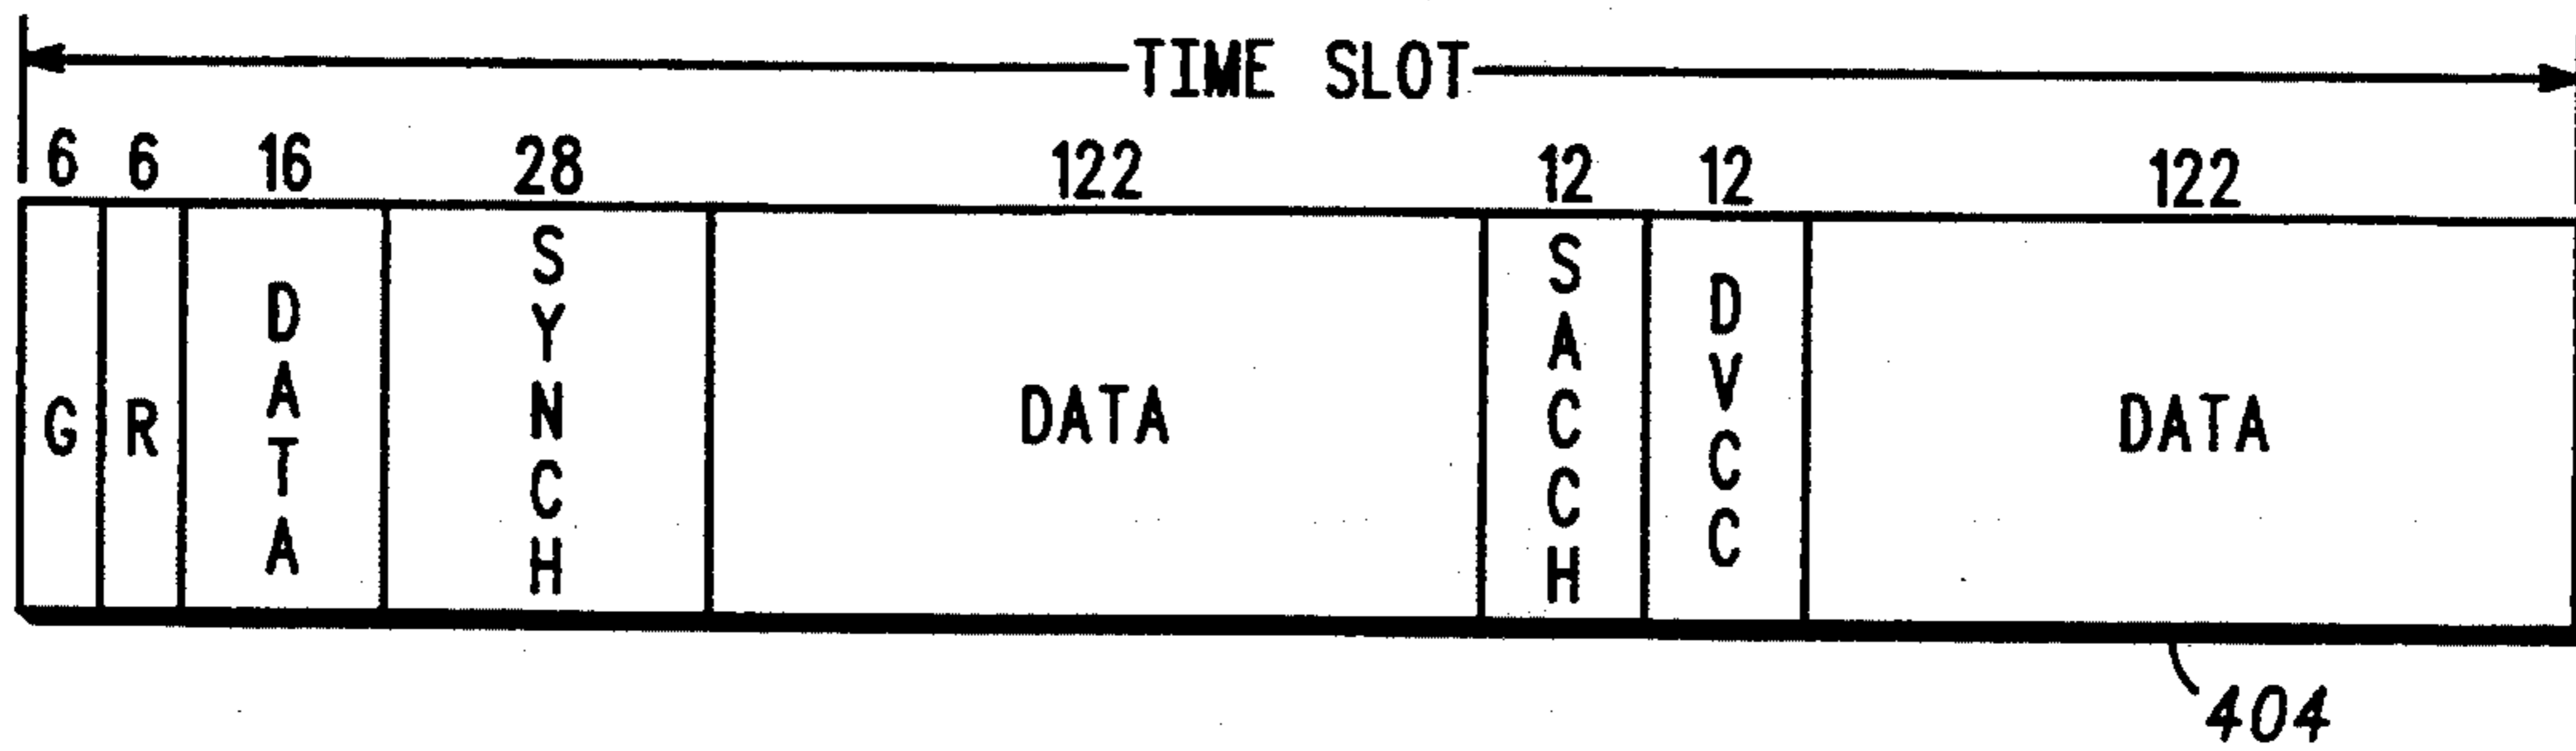 TIME SLOT
6 6 16 28 122 12 12 122
G R DATA SYNCH DATA SACCH DVCC DATA
404